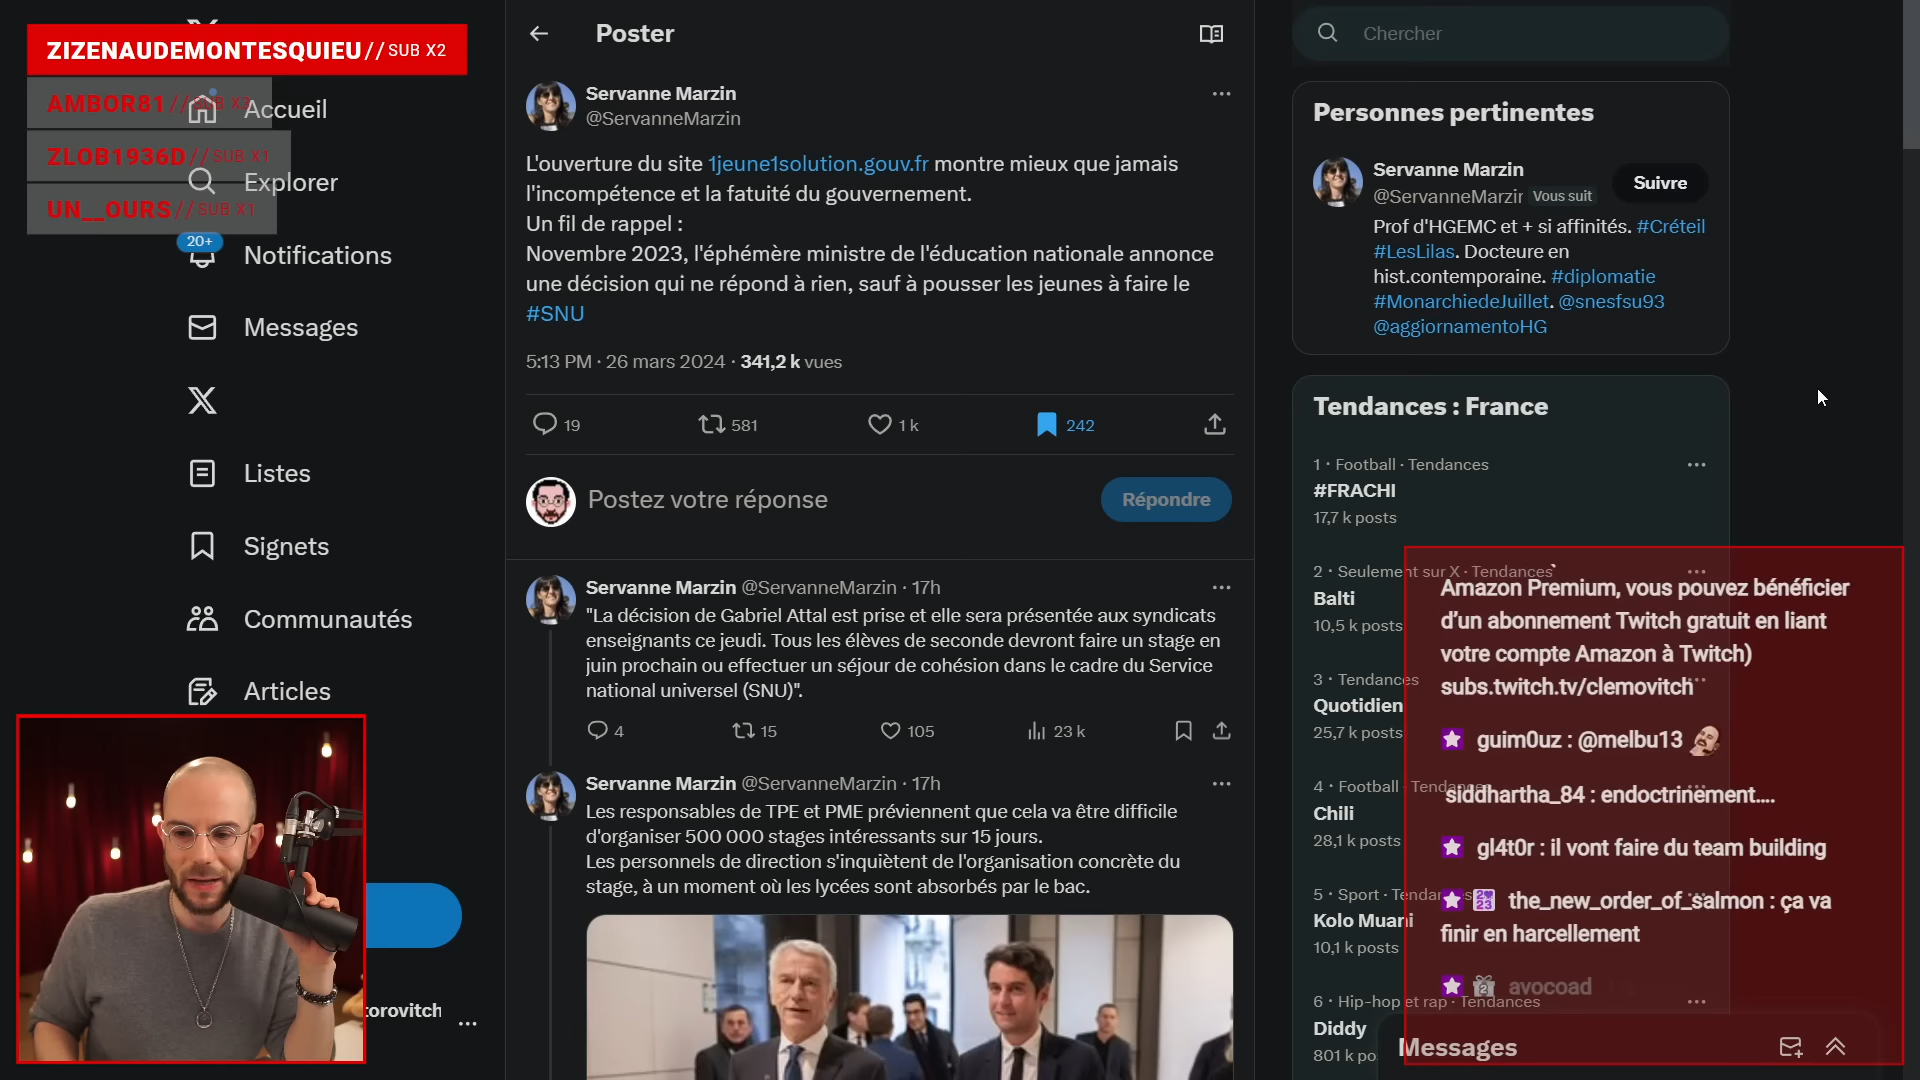 ZIZENAUDEMONTESQUIEU// SUB X2
AMBOR81//
ZLOB1936D// SUB X1
UN__OURS// SUB X1
Accueil
Explorer
20+
Notifications
Messages
Listes
Signets
Communautés
Articles
torovitch
Poster
Servanne Marzin
@ServanneMarzin
L'ouverture du site 1jeune1solution.gouv.fr montre mieux que jamais
l'incompétence et la fatuité du gouvernement.
Un fil de rappel :
Novembre 2023, l'éphémère ministre de l'éducation nationale annonce
une décision qui ne répond à rien, sauf à pousser les jeunes à faire le
#SNU
5:13 PM · 26 mars 2024 · 341,2 k vues
19
581
1 k
242
Postez votre réponse
Répondre
Servanne Marzin @ServanneMarzin · 17h
"La décision de Gabriel Attal est prise et elle sera présentée aux syndicats
enseignants ce jeudi. Tous les élèves de seconde devront faire un stage en
juin prochain ou effectuer un séjour de cohésion dans le cadre du Service
national universel (SNU)".
4
15
105
23 k
Servanne Marzin @ServanneMarzin · 17h
Les responsables de TPE et PME préviennent que cela va être difficile
d'organiser 500 000 stages intéressants sur 15 jours.
Les personnels de direction s'inquiètent de l'organisation concrète du
stage, à un moment où les lycées sont absorbés par le bac.
Chercher
Personnes pertinentes
Servanne Marzin
@ServanneMarzin Vous suit
Suivre
Prof d'HGEMC et + si affinités. #Créteil
#LesLilas. Docteure en
hist.contemporaine. #diplomatie
#MonarchiedeJuillet. @snesfsu93
@aggiornamentoHG
Tendances : France
1 · Football · Tendances
#FRACHI
17,7 k posts
2 · Seulement sur X · Tendances
Balti
10,5 k posts
3 · Tendances
Quotidien
25,7 k posts
4 · Football · Tendances
Chili
28,1 k posts
5 · Sport · Tendances
Kolo Muani
10,1 k posts
6 · Hip-hop et rap · Tendances
Diddy
801 k po
Messages
Amazon Premium, vous pouvez bénéficier
d'un abonnement Twitch gratuit en liant
votre compte Amazon à Twitch)
subs.twitch.tv/clemovitch
guim0uz : @melbu13
siddhartha_84 : endoctrinement....
gl4t0r : il vont faire du team building
the_new_order_of_salmon : ça va
finir en harcellement
avocoad